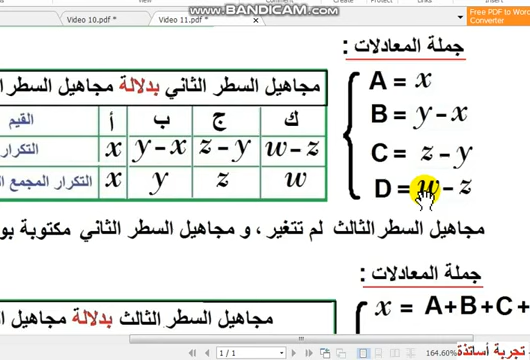 Video 10.pdf * Video 11.pdf *
WWW.BANDICAM.COM
Free PDF to Word
Converter
جملة المعادلات :
A = x
B = y – x
C = z – y
D = w – z
مجاهيل السطر الثاني بدلالة مجاهيل السطر
القيم أ ب ج ك
التكرار x y – x z – y w – z
التكرار المجمع x y z w
مجاهيل السطر الثالث لم تتغير ، و مجاهيل السطر الثاني مكتوبة
جملة المعادلات :
x = A+B+C+
مجاهيل السطر الثالث بدلالة مجاهيل
1 / 1 164.60%
تجربة أساتذة